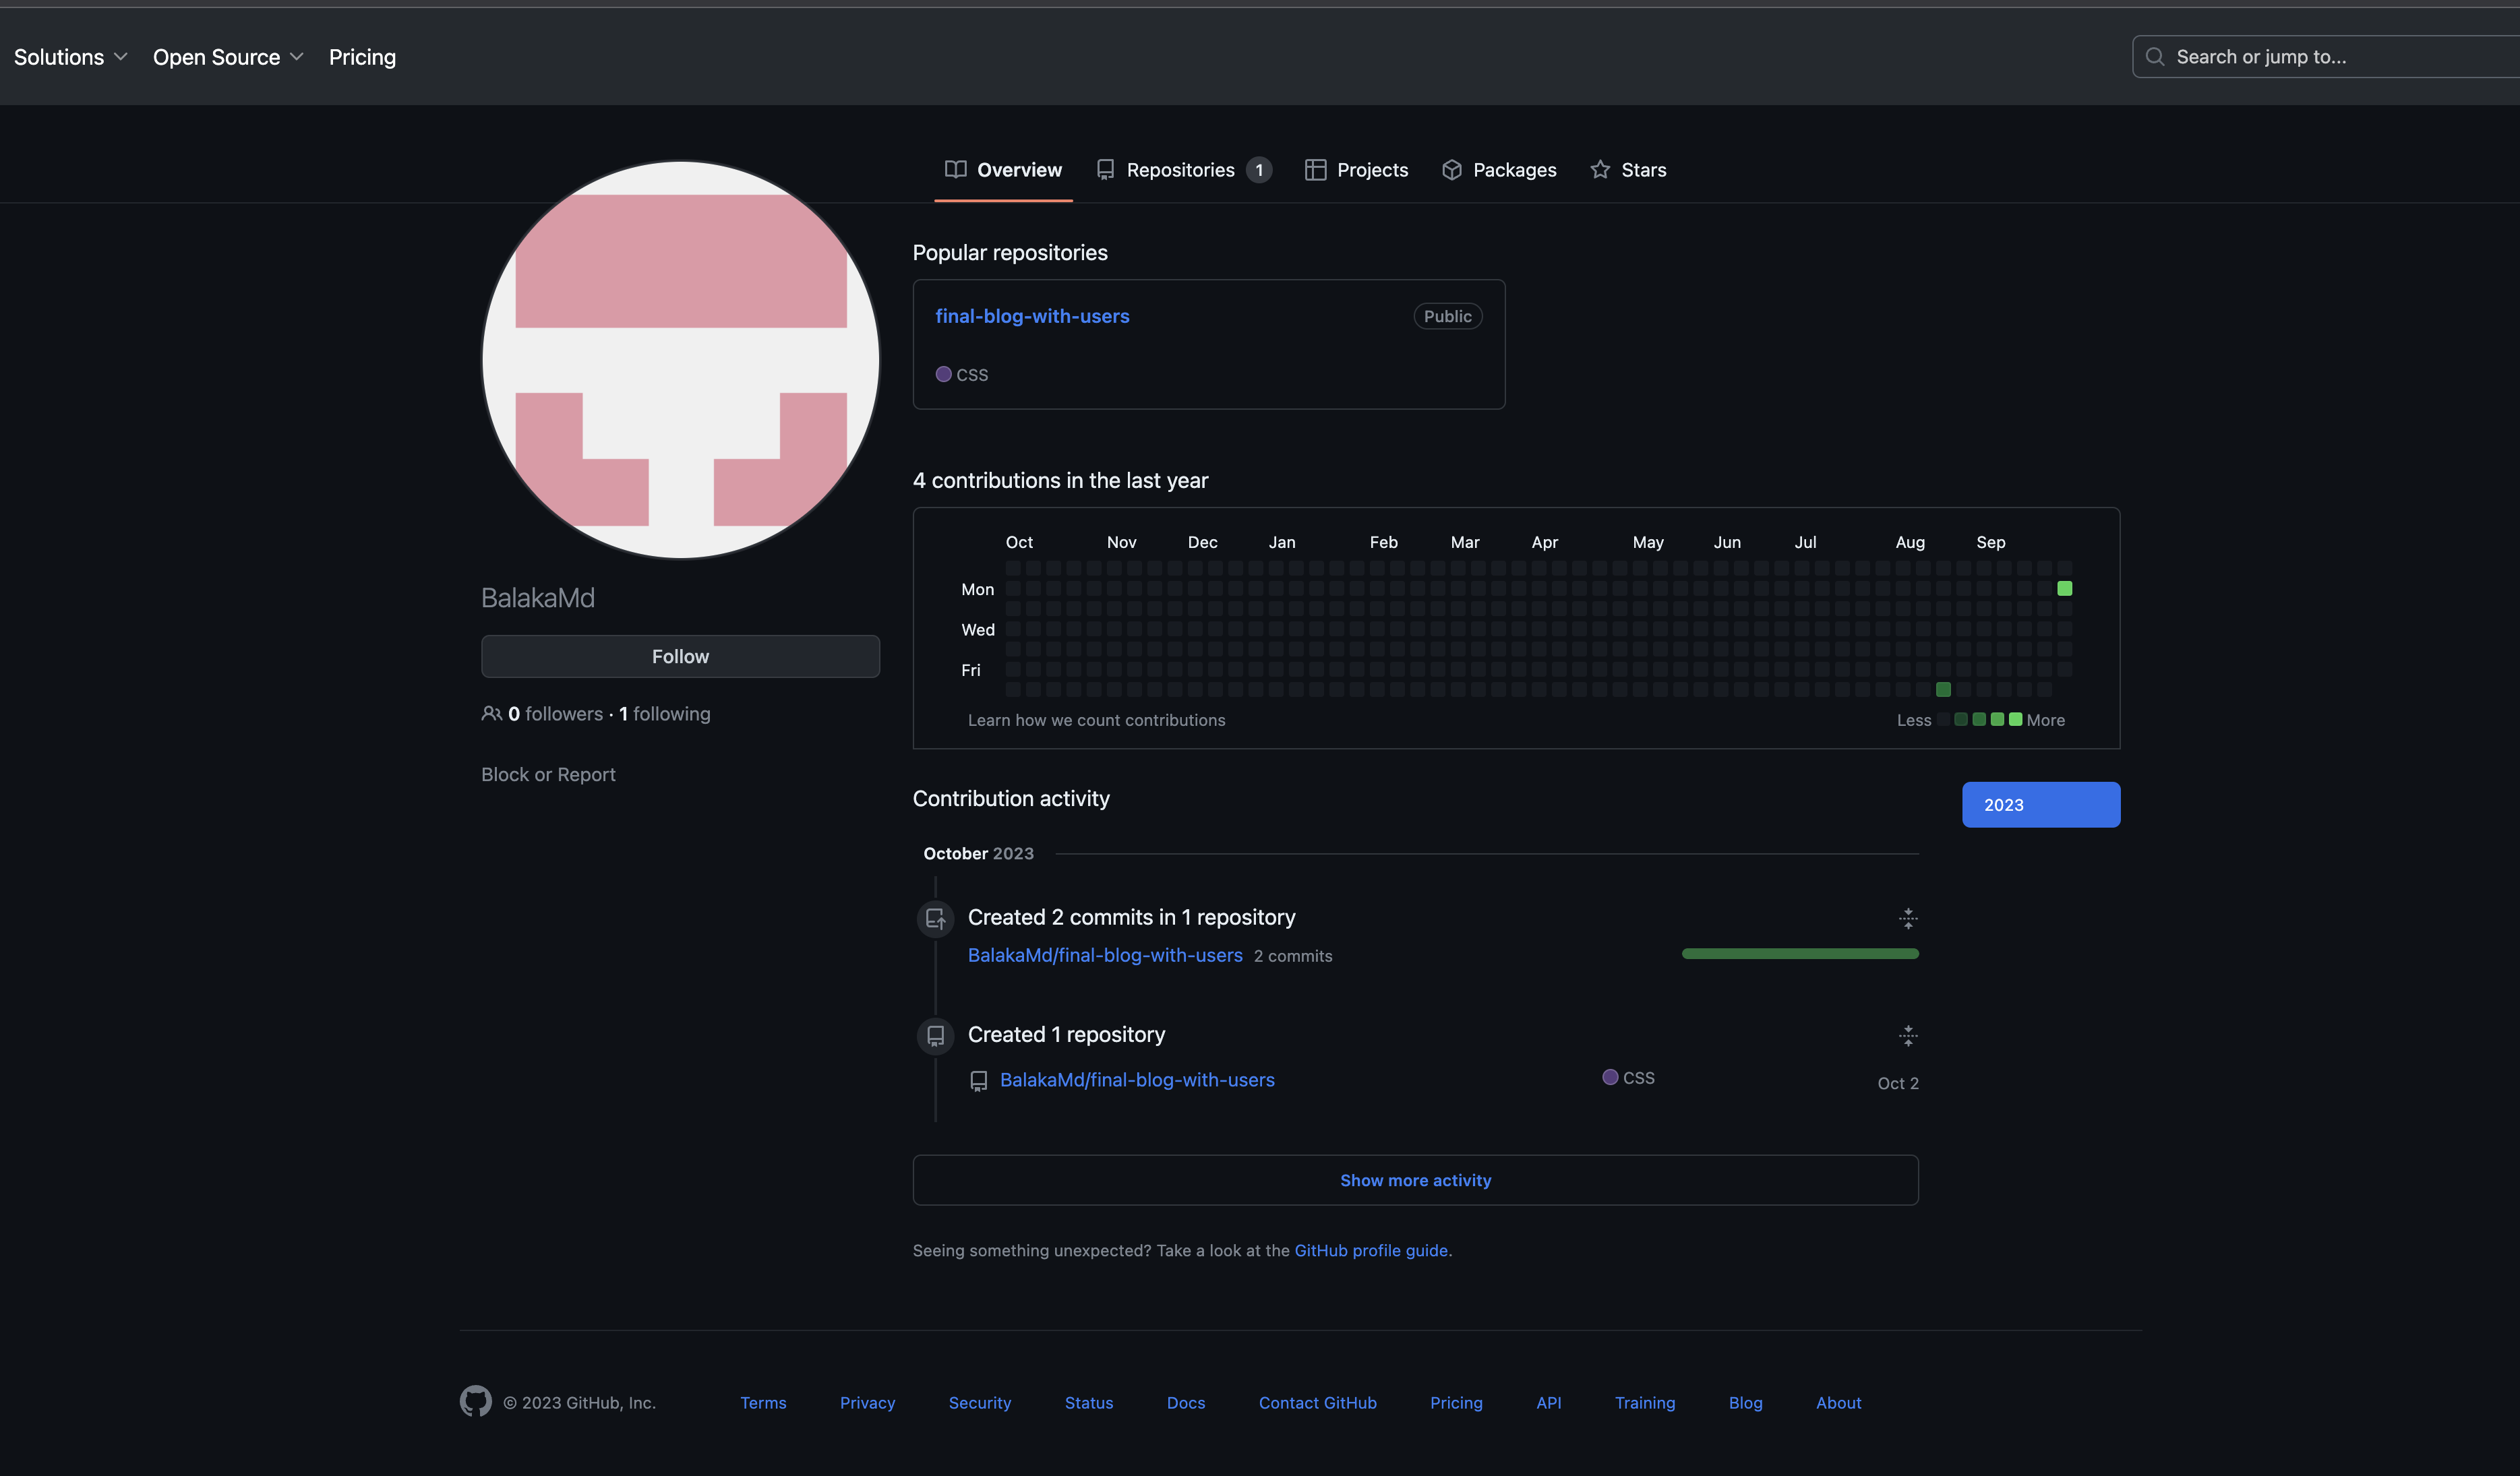 Solutions Open Source Pricing Search or jump to...
Overview Repositories 1 Projects Packages Stars
BalakaMd
Follow
0 followers · 1 following
Block or Report
Popular repositories
final-blog-with-users Public
CSS
4 contributions in the last year
Oct Nov Dec Jan Feb Mar Apr May Jun Jul Aug Sep
Mon
Wed
Fri
Learn how we count contributions Less More
Contribution activity
2023
October 2023
Created 2 commits in 1 repository
BalakaMd/final-blog-with-users 2 commits
Created 1 repository
BalakaMd/final-blog-with-users CSS Oct 2
Show more activity
Seeing something unexpected? Take a look at the GitHub profile guide.
© 2023 GitHub, Inc. Terms Privacy Security Status Docs Contact GitHub Pricing API Training Blog About